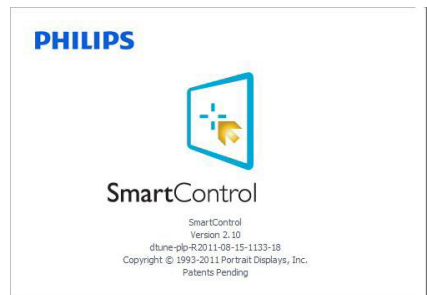 PHILIPS
SmartControl
SmartControl
Version 2.10
dtune-plp-R2011-08-15-1133-18
Copyright © 1993-2011 Portrait Displays, Inc.
Patents Pending